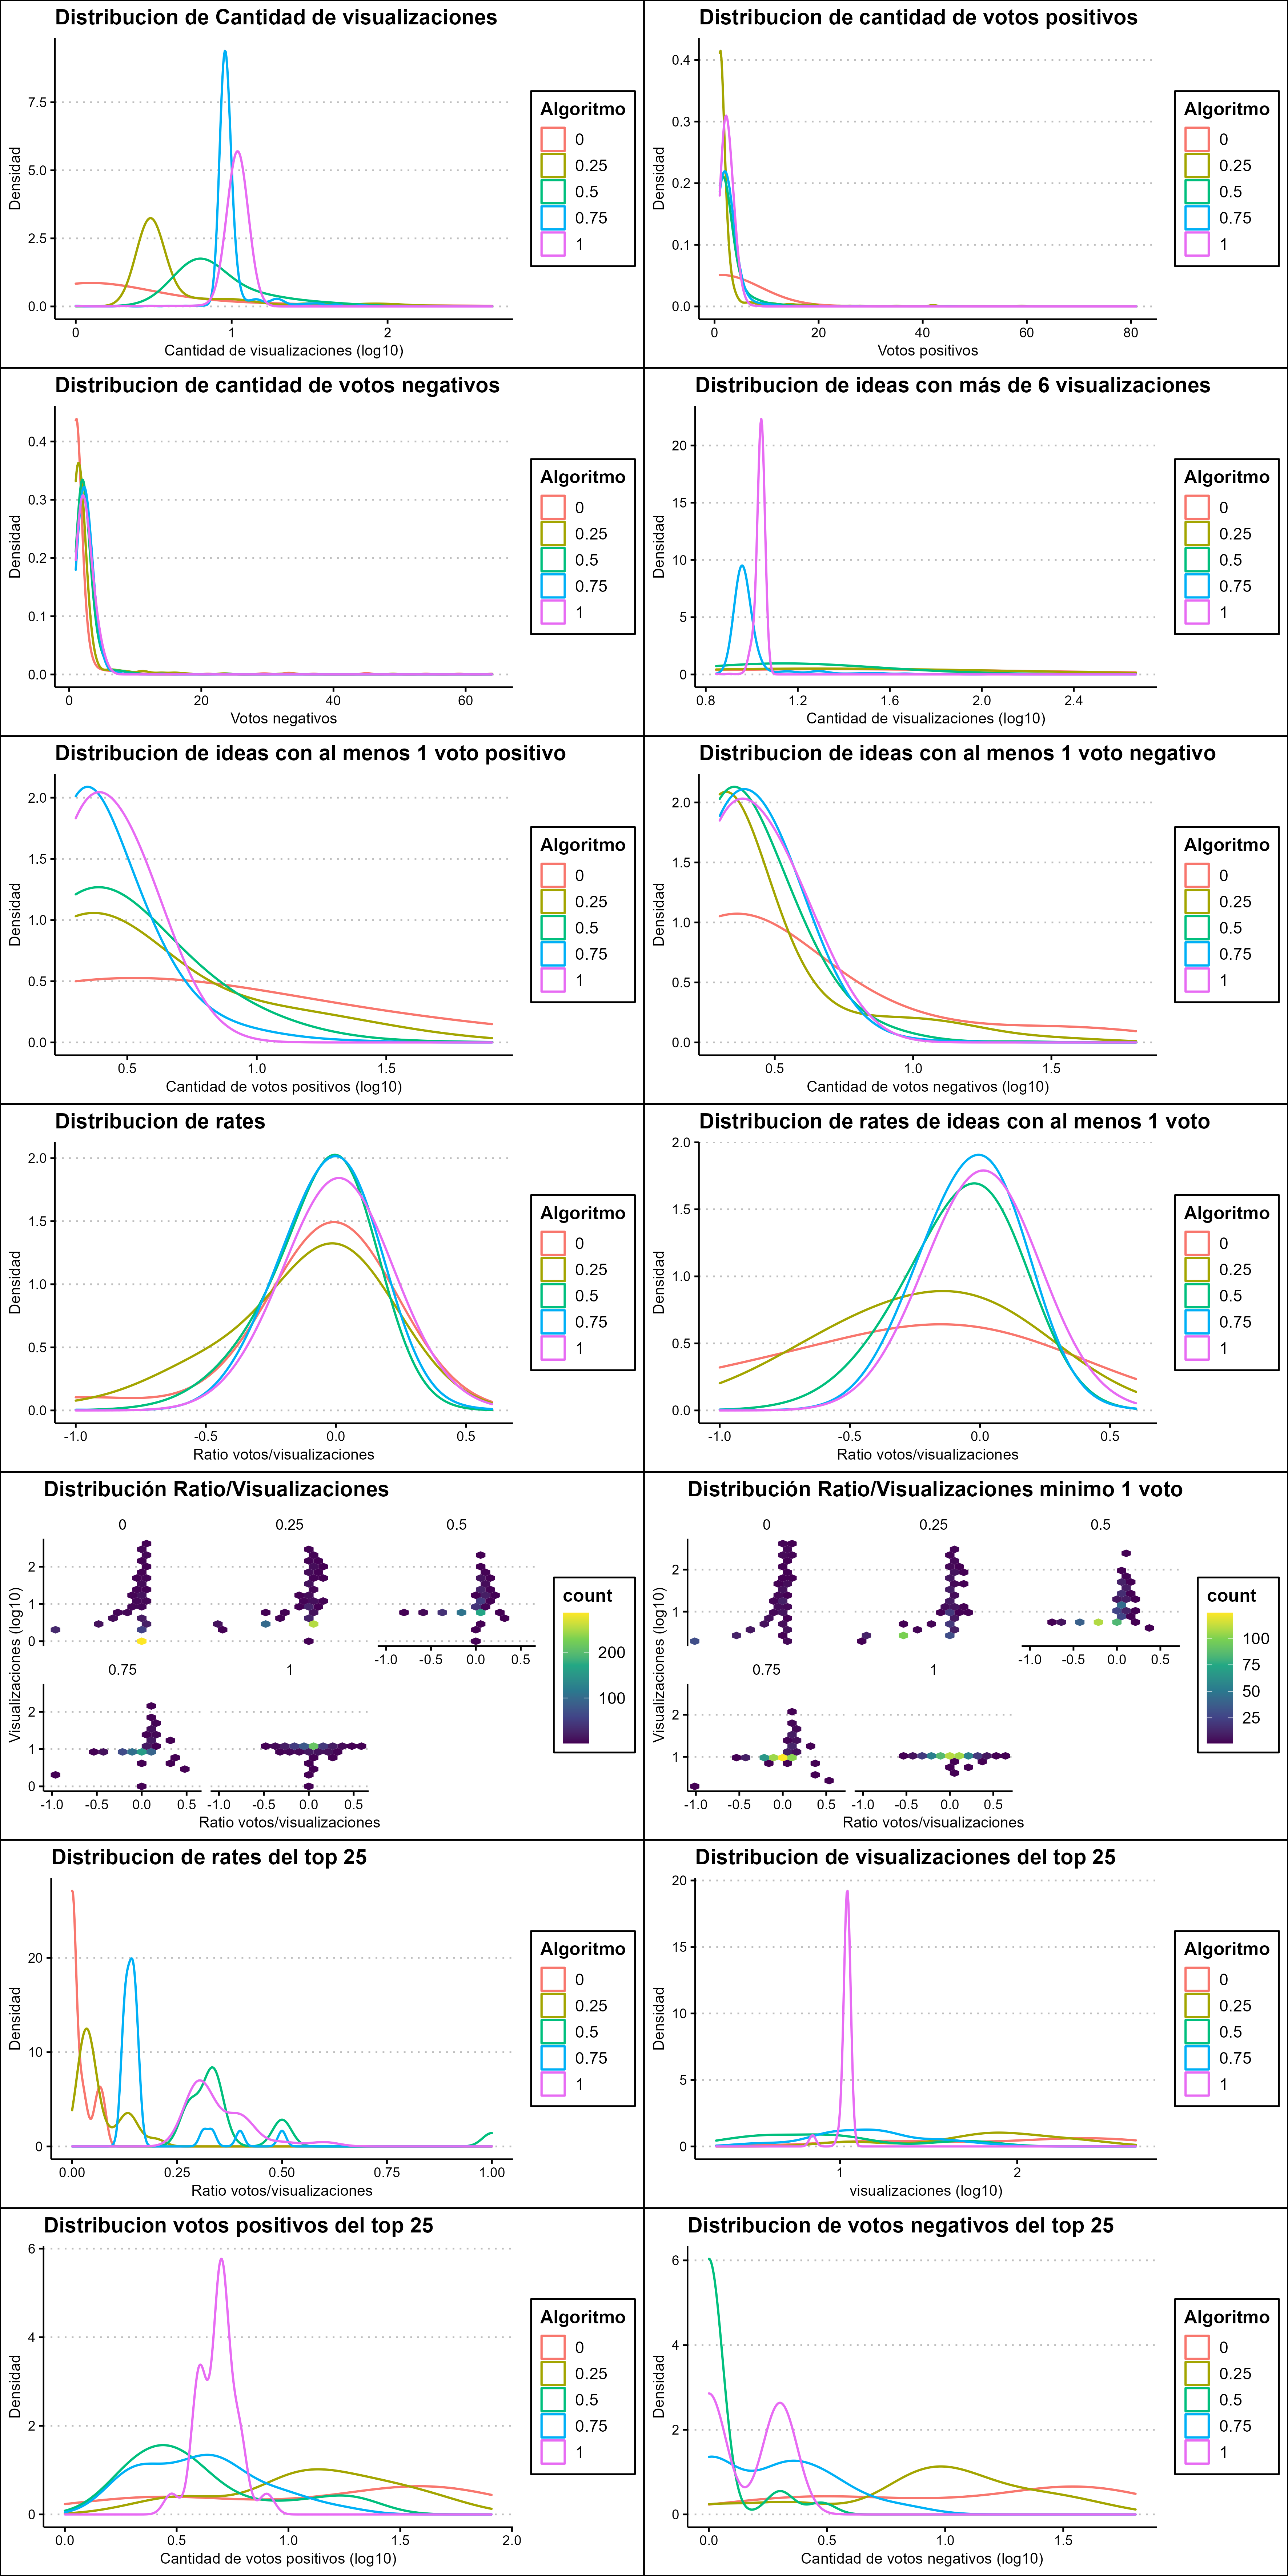 Distribucion de Cantidad de visualizaciones
7.5
5.0
2.5
0.0
Densidad
0 1 2
Cantidad de visualizaciones (log10)
Algoritmo
0
0.25
0.5
0.75
1
Distribucion de cantidad de votos positivos
0.4
0.3
0.2
0.1
0.0
Densidad
0 20 40 60 80
Votos positivos
Algoritmo
0
0.25
0.5
0.75
1
Distribucion de cantidad de votos negativos
0.4
0.3
0.2
0.1
0.0
Densidad
0 20 40 60
Votos negativos
Algoritmo
0
0.25
0.5
0.75
1
Distribucion de ideas con más de 6 visualizaciones
20
15
10
5
0
Densidad
0.8 1.2 1.6 2.0 2.4
Cantidad de visualizaciones (log10)
Algoritmo
0
0.25
0.5
0.75
1
Distribucion de ideas con al menos 1 voto positivo
2.0
1.5
1.0
0.5
0.0
Densidad
0.5 1.0 1.5
Cantidad de votos positivos (log10)
Algoritmo
0
0.25
0.5
0.75
1
Distribucion de ideas con al menos 1 voto negativo
2.0
1.5
1.0
0.5
0.0
Densidad
0.5 1.0 1.5
Cantidad de votos negativos (log10)
Algoritmo
0
0.25
0.5
0.75
1
Distribucion de rates
2.0
1.5
1.0
0.5
0.0
Densidad
-1.0 -0.5 0.0 0.5
Ratio votos/visualizaciones
Algoritmo
0
0.25
0.5
0.75
1
Distribucion de rates de ideas con al menos 1 voto
2.0
1.5
1.0
0.5
0.0
Densidad
-1.0 -0.5 0.0 0.5
Ratio votos/visualizaciones
Algoritmo
0
0.25
0.5
0.75
1
Distribución Ratio/Visualizaciones
0 0.25 0.5
2
1
0
-1.0 -0.5 0.0 0.5
0.75 1
2
1
0
-1.0 -0.5 0.0 0.5 -1.0 -0.5 0.0 0.5
Visualizaciones (log10)
Ratio votos/visualizaciones
count
200
100
Distribución Ratio/Visualizaciones minimo 1 voto
0 0.25 0.5
2
1
-1.0 -0.5 0.0 0.5
0.75 1
2
1
-1.0 -0.5 0.0 0.5 -1.0 -0.5 0.0 0.5
Visualizaciones (log10)
Ratio votos/visualizaciones
count
100
75
50
25
Distribucion de rates del top 25
20
10
0
Densidad
0.00 0.25 0.50 0.75 1.00
Ratio votos/visualizaciones
Algoritmo
0
0.25
0.5
0.75
1
Distribucion de visualizaciones del top 25
20
15
10
5
0
Densidad
1 2
visualizaciones (log10)
Algoritmo
0
0.25
0.5
0.75
1
Distribucion votos positivos del top 25
6
4
2
0
Densidad
0.0 0.5 1.0 1.5 2.0
Cantidad de votos positivos (log10)
Algoritmo
0
0.25
0.5
0.75
1
Distribucion de votos negativos del top 25
6
4
2
0
Densidad
0.0 0.5 1.0 1.5
Cantidad de votos negativos (log10)
Algoritmo
0
0.25
0.5
0.75
1